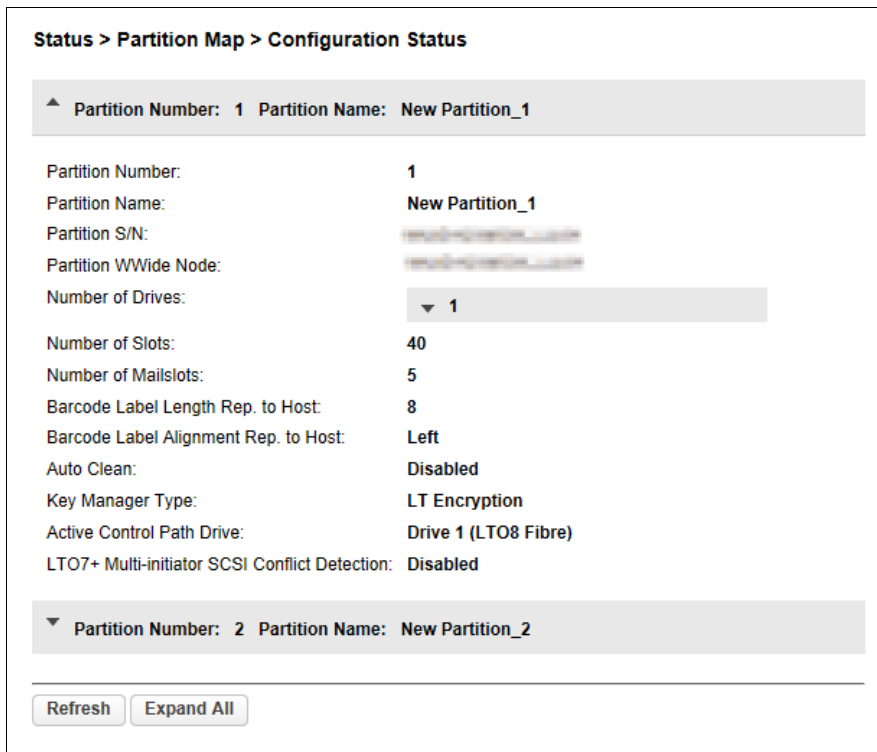 Status > Partition Map > Configuration Status
Partition Number: 1 Partition Name: New Partition_1
Partition Number: 1
Partition Name: New Partition_1
Partition S/N:
Partition WWide Node:
Number of Drives: 1
Number of Slots: 40
Number of Mailslots: 5
Barcode Label Length Rep. to Host: 8
Barcode Label Alignment Rep. to Host: Left
Auto Clean: Disabled
Key Manager Type: LT Encryption
Active Control Path Drive: Drive 1 (LTO8 Fibre)
LTO7+ Multi-initiator SCSI Conflict Detection: Disabled
Partition Number: 2 Partition Name: New Partition_2
Refresh Expand All